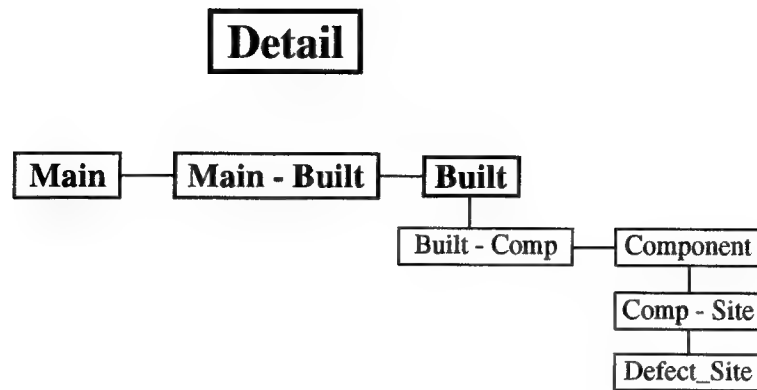 Detail
Main
Main - Built
Built
Built - Comp
Component
Comp - Site
Defect_Site